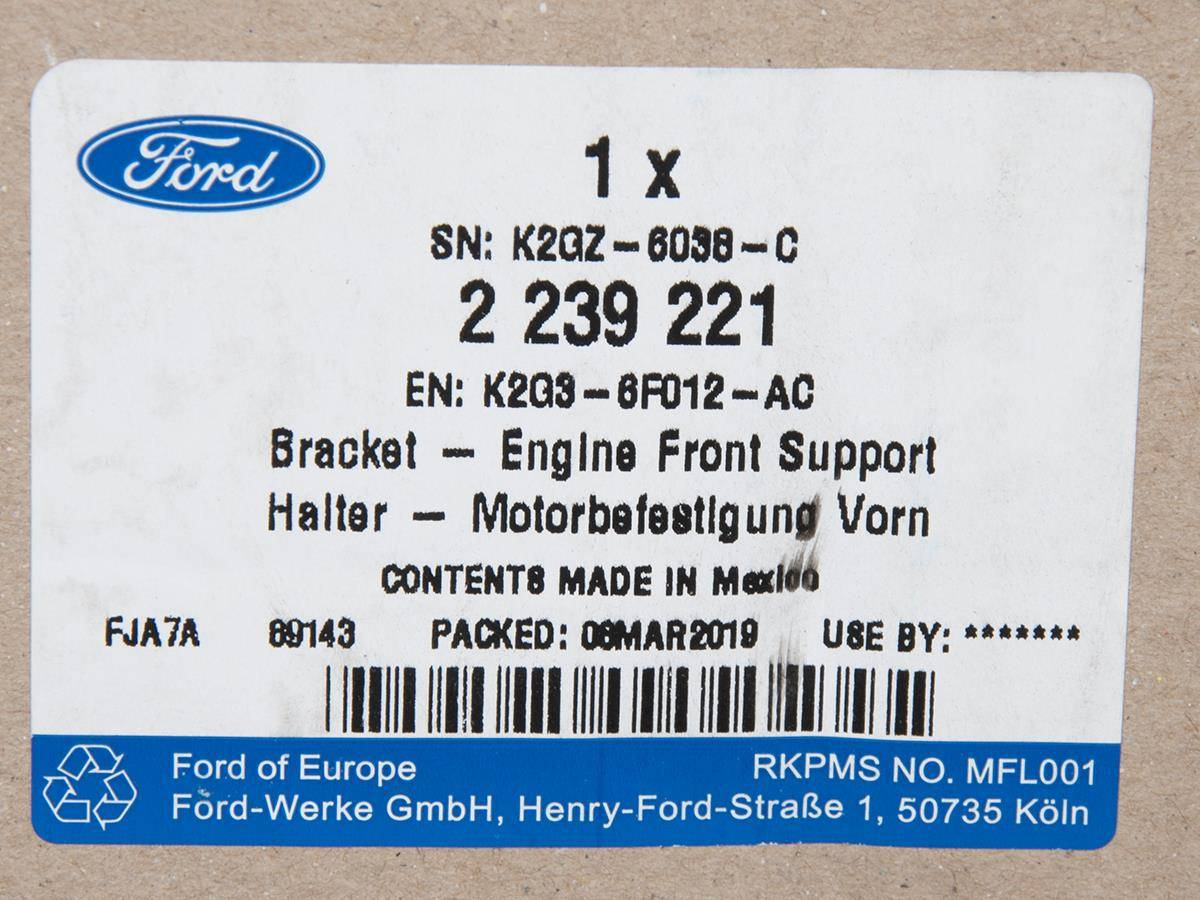 Ford
1 x
SN: K2GZ-6038-C
2 239 221
EN: K2G3-6F012-AC
Bracket - Engine Front Support
Halter - Motorbefestigung Vorn
CONTENTS MADE IN Mexico
FJA7A 89143 PACKED: 06MAR2019 USE BY: *******
Ford of Europe RKPMS NO. MFL001
Ford-Werke GmbH, Henry-Ford-Straße 1, 50735 Köln